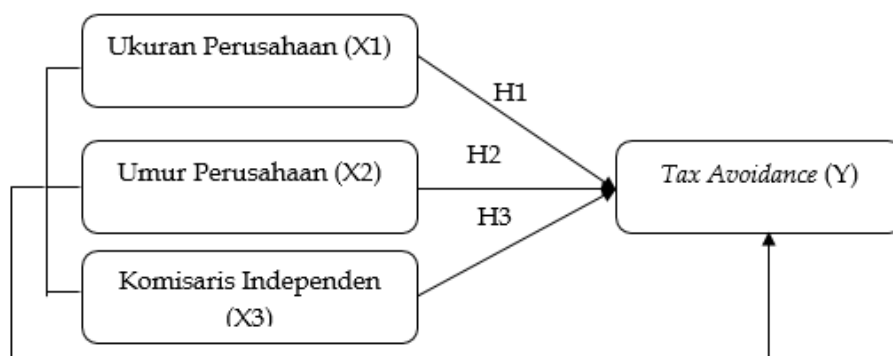 Ukuran Perusahaan (X1)
H1
Umur Perusahaan (X2)
H2
Tax Avoidance (Y)
H3
Komisaris Independen
(X3)